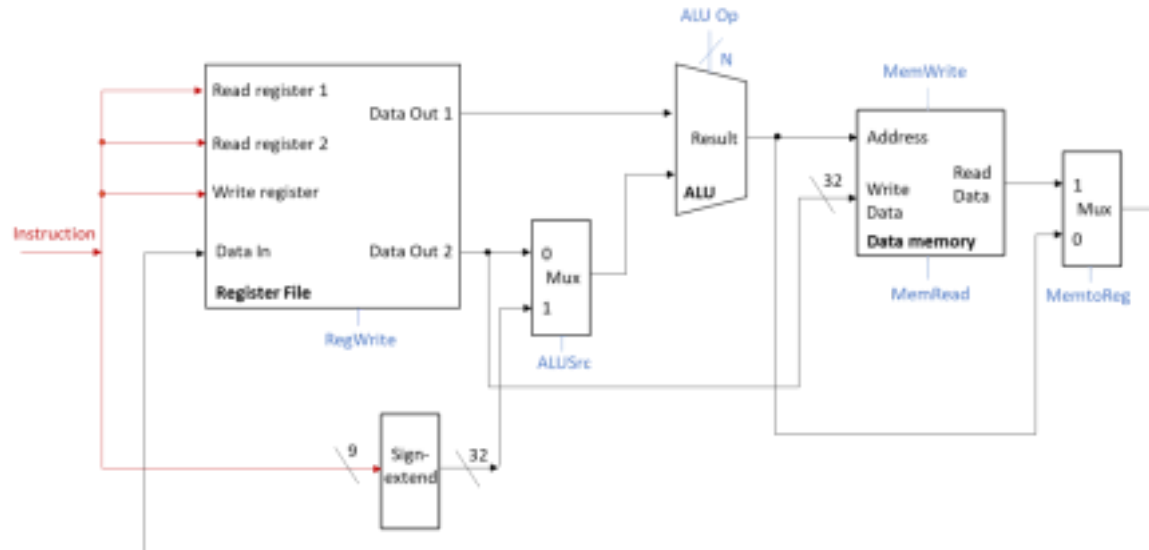 ALU Op
N
MemWrite
Read register 1
Data Out 1
Read register 2
Result
Address
Write register
ALU
32
Write
Data
Read
Data
1
Mux
0
Instruction
Data In
Data Out 2
0
Mux
1
Data memory
Register File
MemRead
MemtoReg
RegWrite
ALUSrc
9
Sign-
extend
32